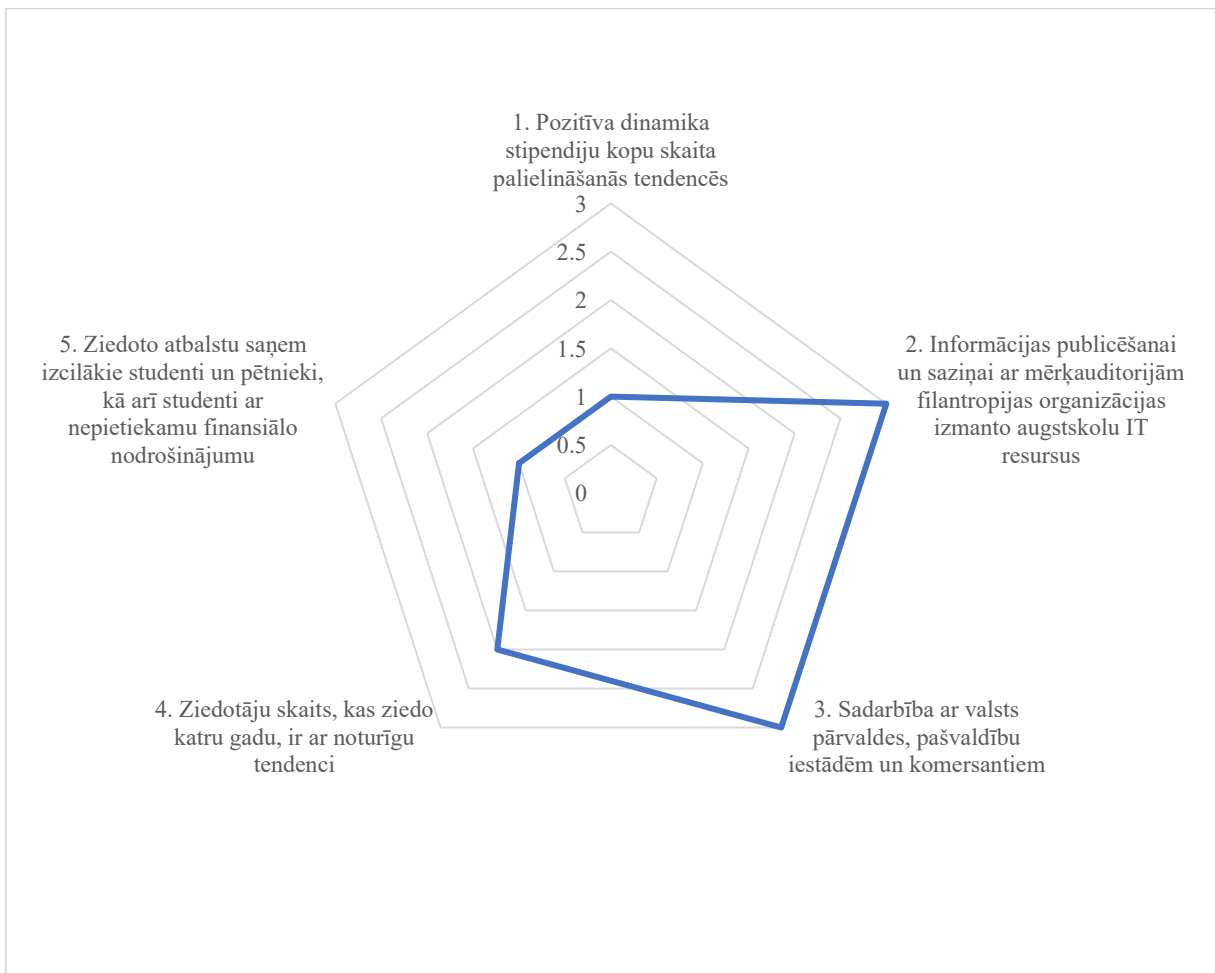 1. Pozitīva dinamika
stipendiju kopu skaita
palielināšanās tendencēs
3
2.5
2
1.5
1
0.5
0
2. Informācijas publicēšanai
un saziņai ar mērķauditorijām
filantropijas organizācijas
izmanto augstskolu IT
resursus
3. Sadarbība ar valsts
pārvaldes, pašvaldību
iestādēm un komersantiem
4. Ziedotāju skaits, kas ziedo
katru gadu, ir ar noturīgu
tendenci
5. Ziedoto atbalstu saņem
izcilākie studenti un pētnieki,
kā arī studenti ar
nepietiekamu finansiālo
nodrošinājumu